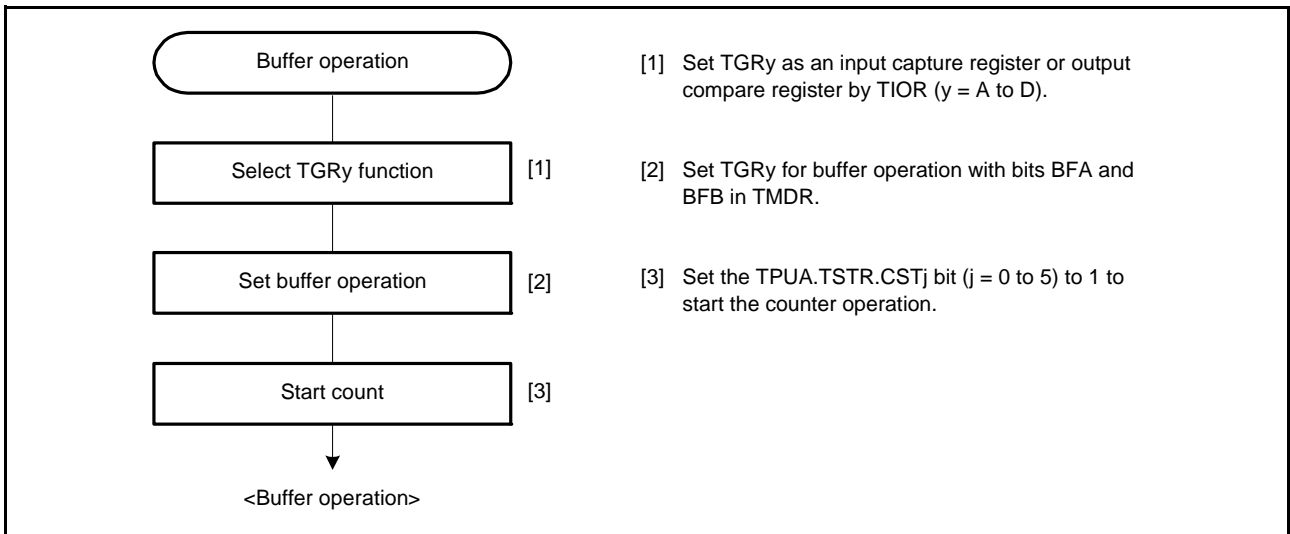 Buffer operation
Select TGRy function
[1]
Set buffer operation
[2]
Start count
[3]
<Buffer operation>
[1] Set TGRy as an input capture register or output
compare register by TIOR (y = A to D).
[2] Set TGRy for buffer operation with bits BFA and
BFB in TMDR.
[3] Set the TPUA.TSTR.CSTj bit (j = 0 to 5) to 1 to
start the counter operation.